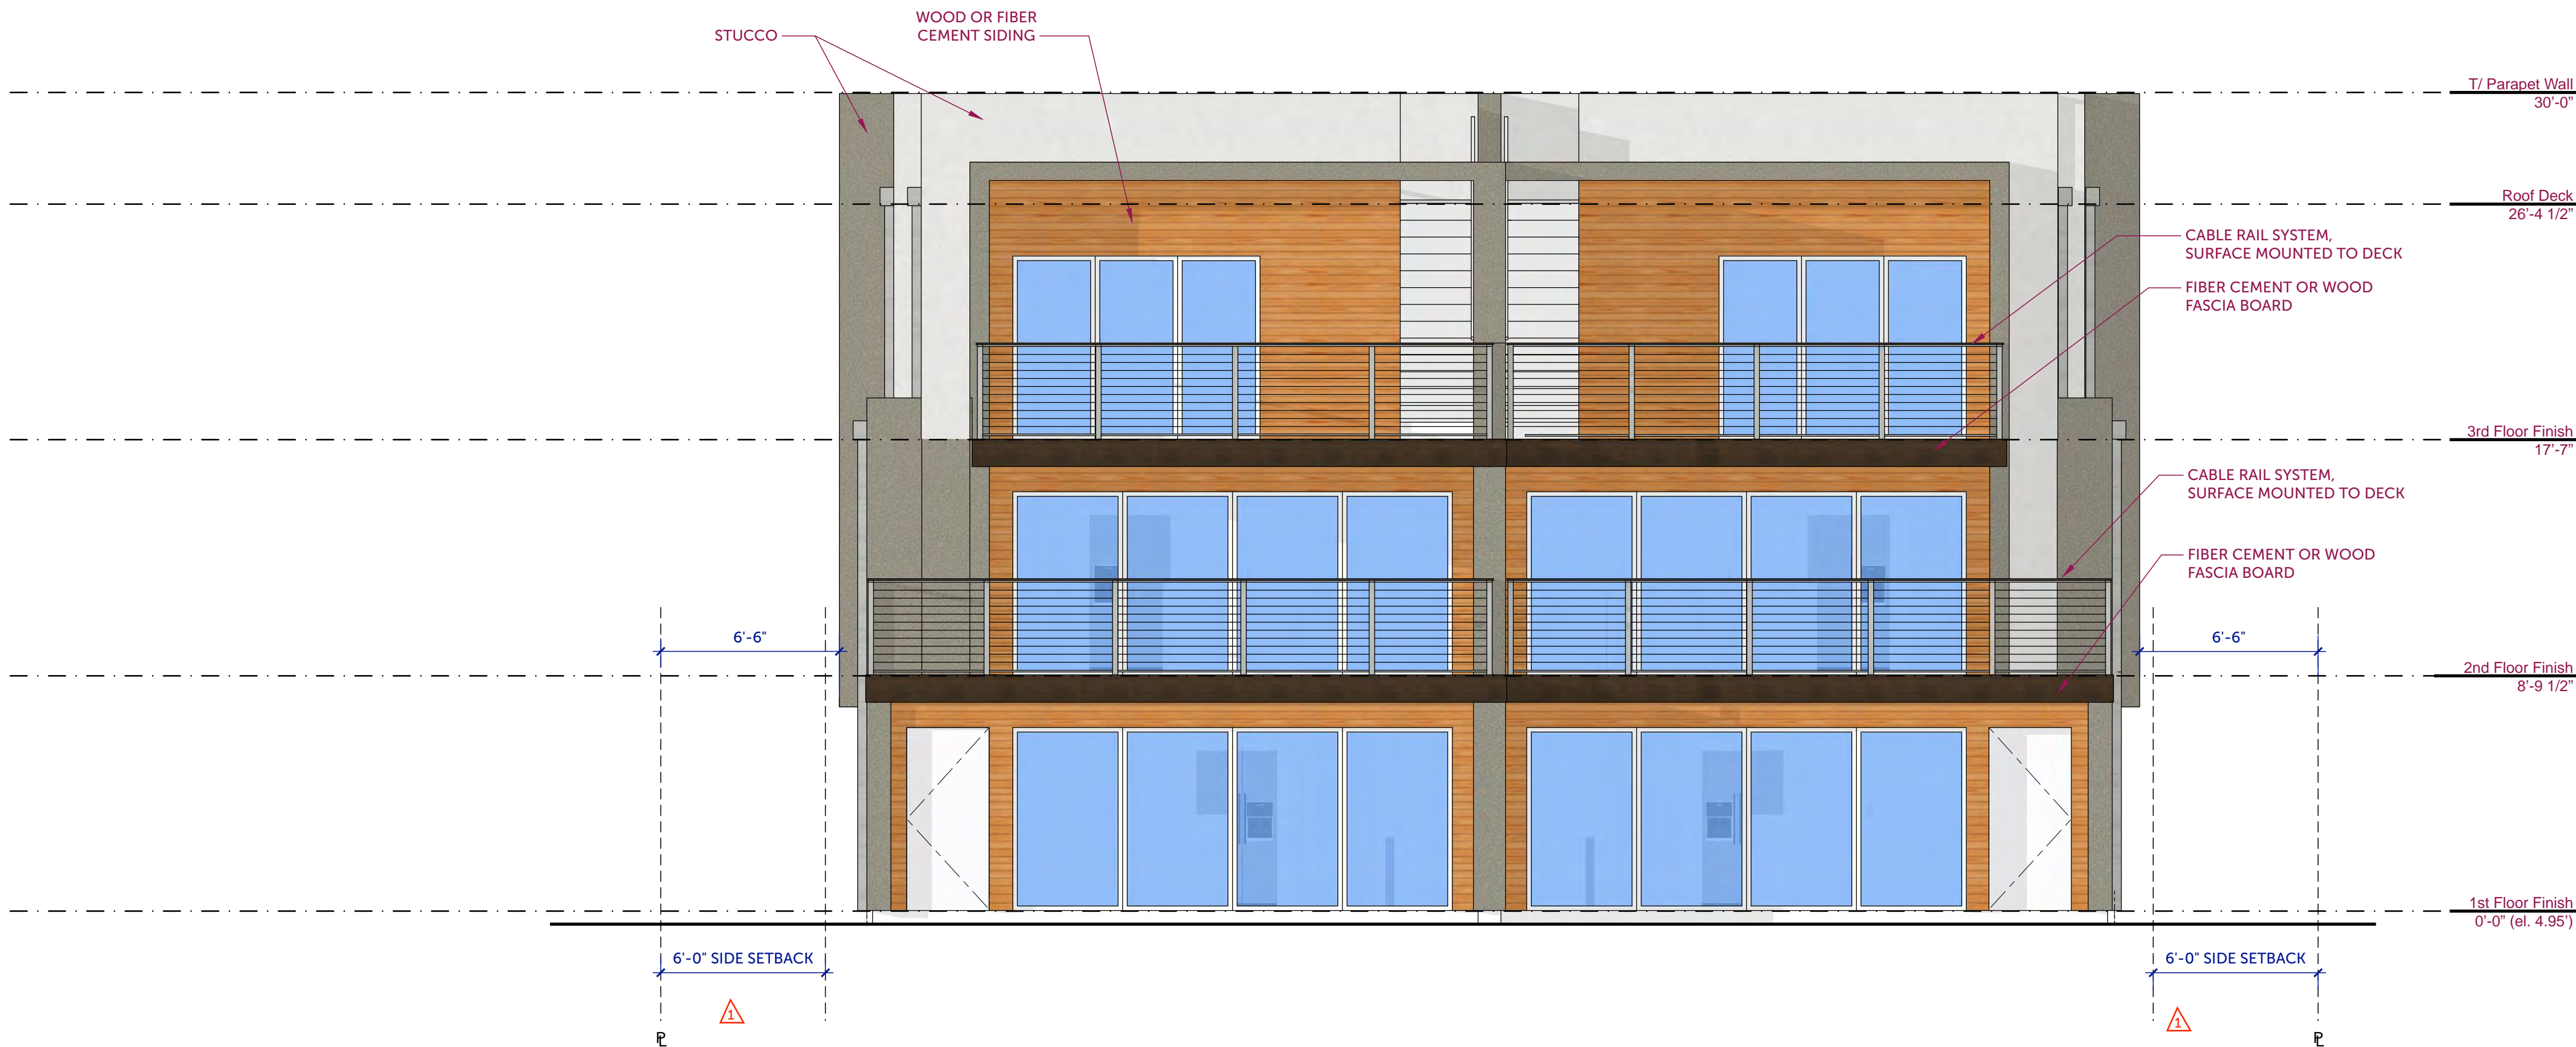 WOOD OR FIBER
CEMENT SIDING
STUCCO
T/ Parapet Wall
30'-0"
Roof Deck
26'-4 1/2"
CABLE RAIL SYSTEM,
SURFACE MOUNTED TO DECK
FIBER CEMENT OR WOOD
FASCIA BOARD
3rd Floor Finish
17'-7"
CABLE RAIL SYSTEM,
SURFACE MOUNTED TO DECK
FIBER CEMENT OR WOOD
FASCIA BOARD
6'-6"
6'-6"
2nd Floor Finish
8'-9 1/2"
1st Floor Finish
0'-0" (el. 4.95')
6'-0" SIDE SETBACK
6'-0" SIDE SETBACK
1
1
PL
PL